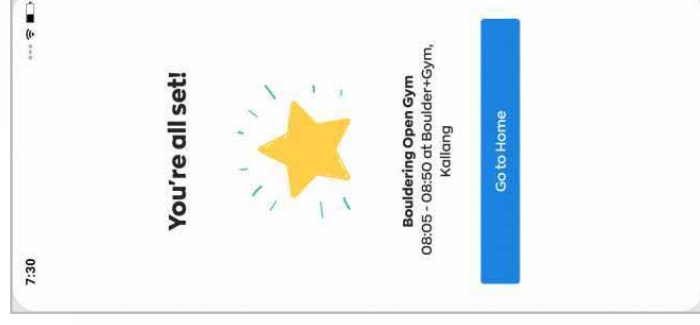 7:30
You're all set!
Bouldering Open Gym
08:05 - 08:50 at Boulder+Gym,
Kallang
Go to Home